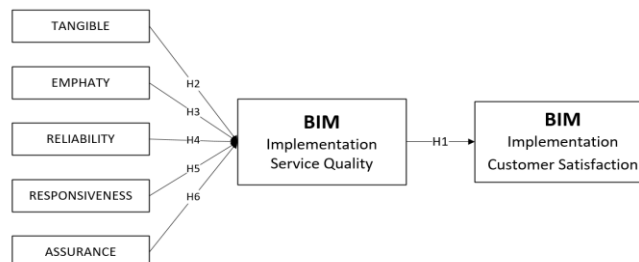 TANGIBLE
H2
EMPHATY
H3
RELIABILITY
H4
RESPONSIVENESS
H5
ASSURANCE
H6
BIM
Implementation
Service Quality
H1
BIM
Implementation
Customer Satisfaction